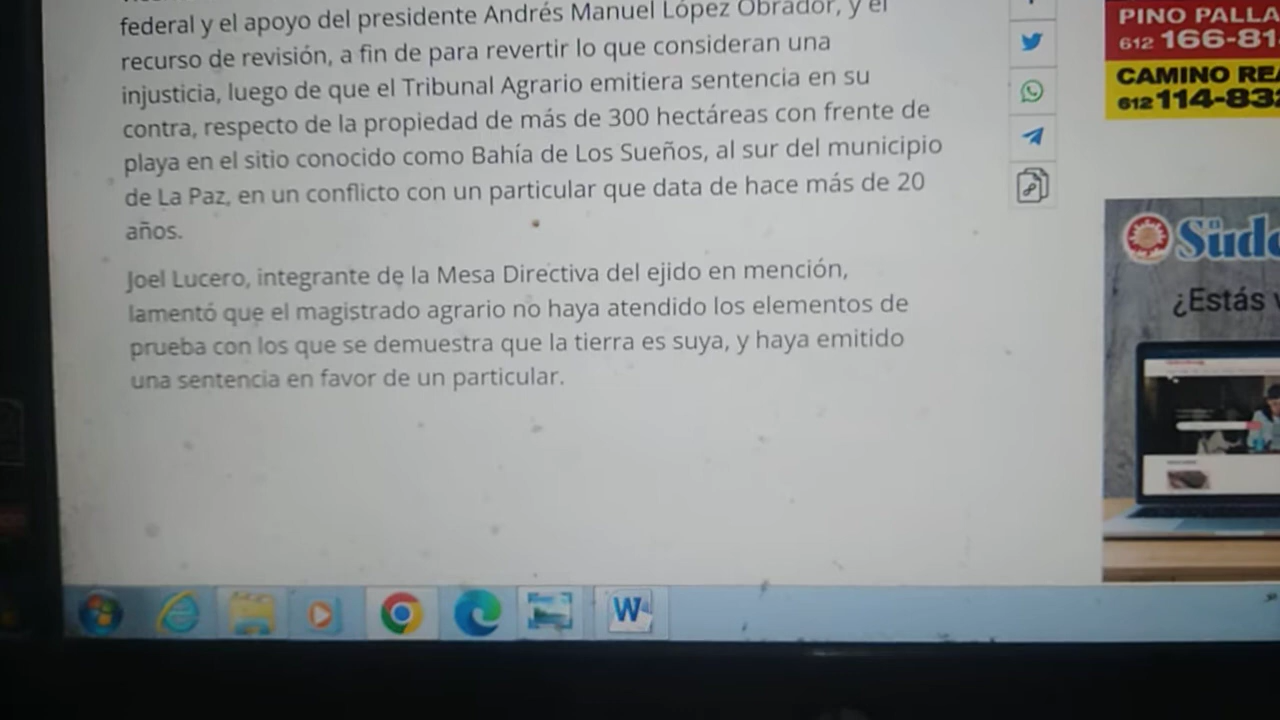 federal y el apoyo del presidente Andrés Manuel López Obrador, y el
recurso de revisión, a fin de para revertir lo que consideran una
injusticia, luego de que el Tribunal Agrario emitiera sentencia en su
contra, respecto de la propiedad de más de 300 hectáreas con frente de
playa en el sitio conocido como Bahía de Los Sueños, al sur del municipio
de La Paz, en un conflicto con un particular que data de hace más de 20
años.
Joel Lucero, integrante de la Mesa Directiva del ejido en mención,
lamentó que el magistrado agrario no haya atendido los elementos de
prueba con los que se demuestra que la tierra es suya, y haya emitido
una sentencia en favor de un particular.
PINO PALLA
612 166-81
CAMINO REA
612 114-83
¿Estás
W